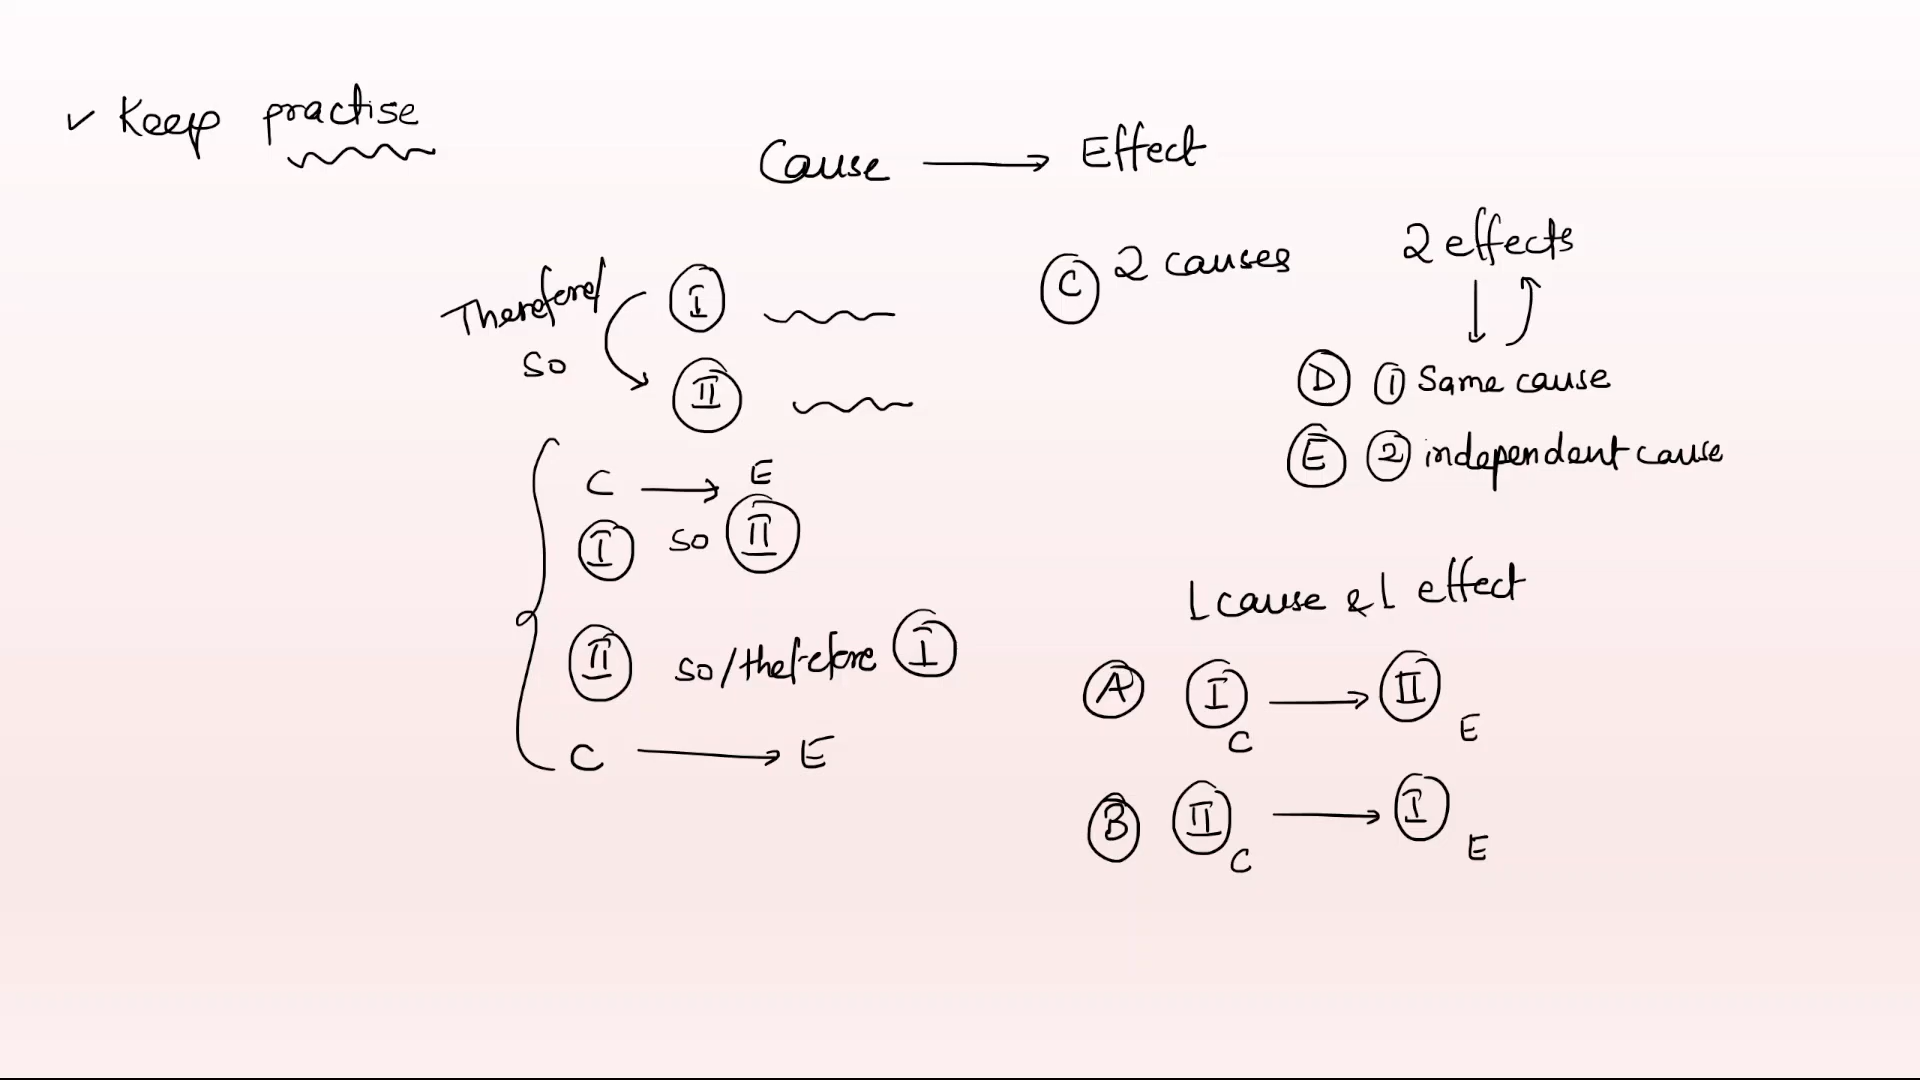 ✓ Keep practise
Cause → Effect
Therefore/
so
I
II
C → E
I so II
II so/therefore I
C → E
C 2 causes
2 effects
D 1 Same cause
E 2 independent cause
1 cause & 1 effect
A I → II
C E
B II → I
C E